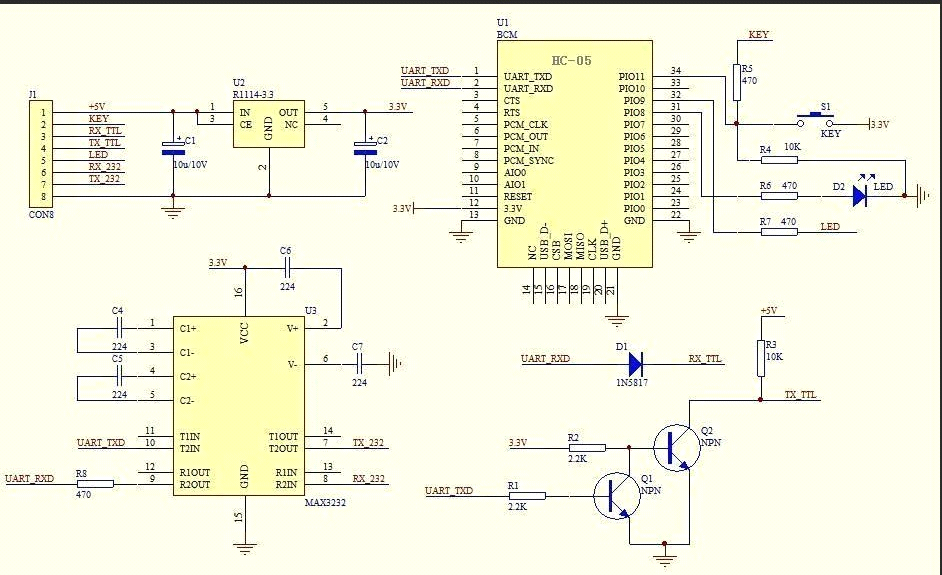 U1
BCM
HC-05
UART_TXD 1 UART_TXD PIO11 34
UART_RXD 2 UART_RXD PIO10 33
3 CTS PIO9 32
4 RTS PIO8 31
5 PCM_CLK PIO7 30
6 PCM_OUT PIO6 29
7 PCM_IN PIO5 28
8 PCM_SYNC PIO4 27
9 AIO0 PIO3 26
10 AIO1 PIO2 25
11 RESET PIO1 24
3.3V 12 3.3V PIO0 23
13 GND GND 22
NC USB_D- CSB MOSI MISO CLK USB_D+ GND
14 15 16 17 18 19 20 21
KEY
R5
470
S1
KEY
3.3V
R4 10K
R6 470
D2 LED
R7 470 LED
J1
1 +5V
2 KEY
3 RX_TTL
4 TX_TTL
5 LED
6 RX_232
7 TX_232
8
CON8
U2
R1114-3.3
1 IN OUT 5 3.3V
3 CE NC 4
GND
2
+ C1
10u/10V
+ C2
10u/10V
3.3V
C6
224
16
U3
VCC
C4
224
1 C1+ V+ 2
3 C1-
C5
224
4 C2+ V- 6
5 C2-
C7
224
11 T1IN T1OUT 14
UART_TXD 10 T2IN T2OUT 7 TX_232
12 R1OUT R1IN 13
UART_RXD R8 9 R2OUT R2IN 8 RX_232
470
GND
MAX3232
15
UART_RXD D1 RX_TTL
1N5817
+5V
R3
10K
TX_TTL
3.3V R2
2.2K
Q2
NPN
UART_TXD R1
2.2K
Q1
NPN